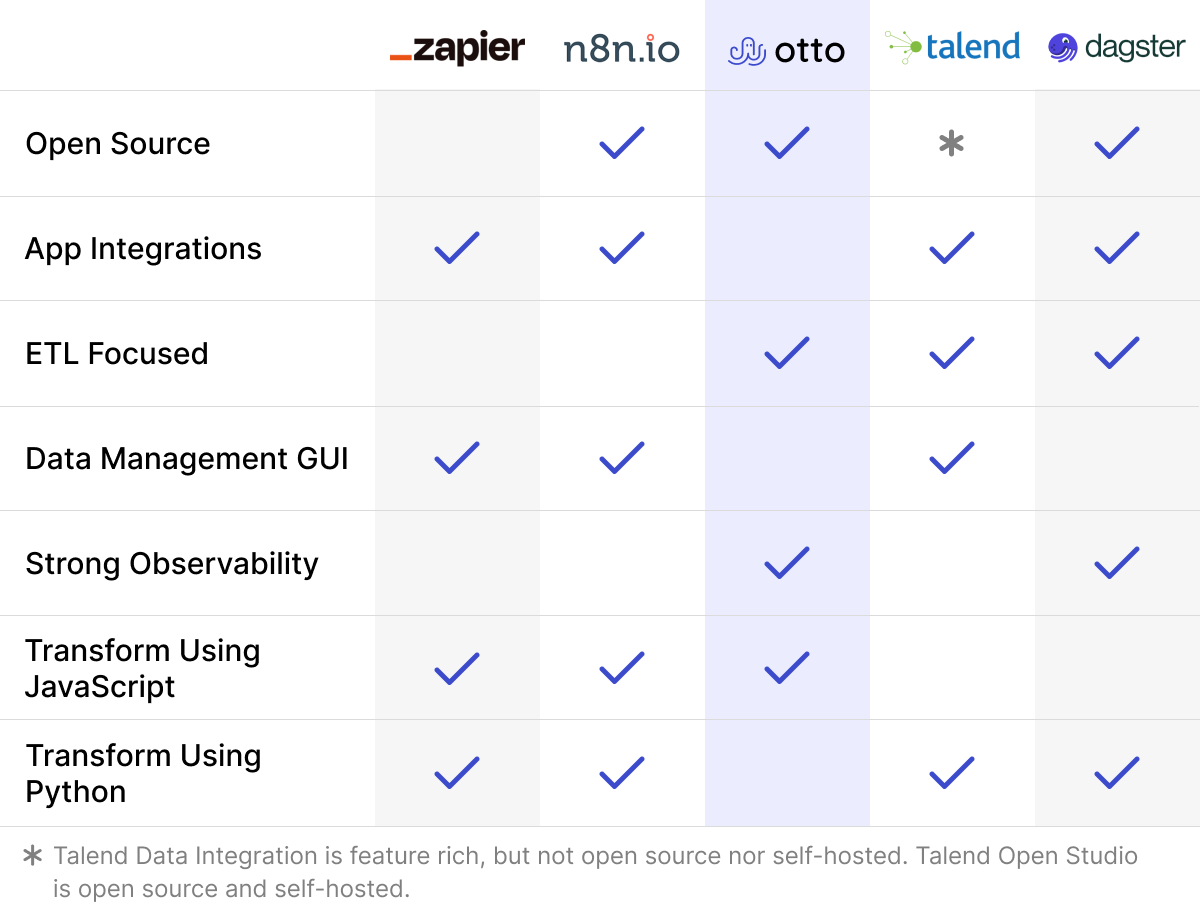 zapier n8n.io otto talend dagster
Open Source *
App Integrations
ETL Focused
Data Management GUI
Strong Observability
Transform Using
JavaScript
Transform Using
Python
* Talend Data Integration is feature rich, but not open source nor self-hosted. Talend Open Studio
is open source and self-hosted.